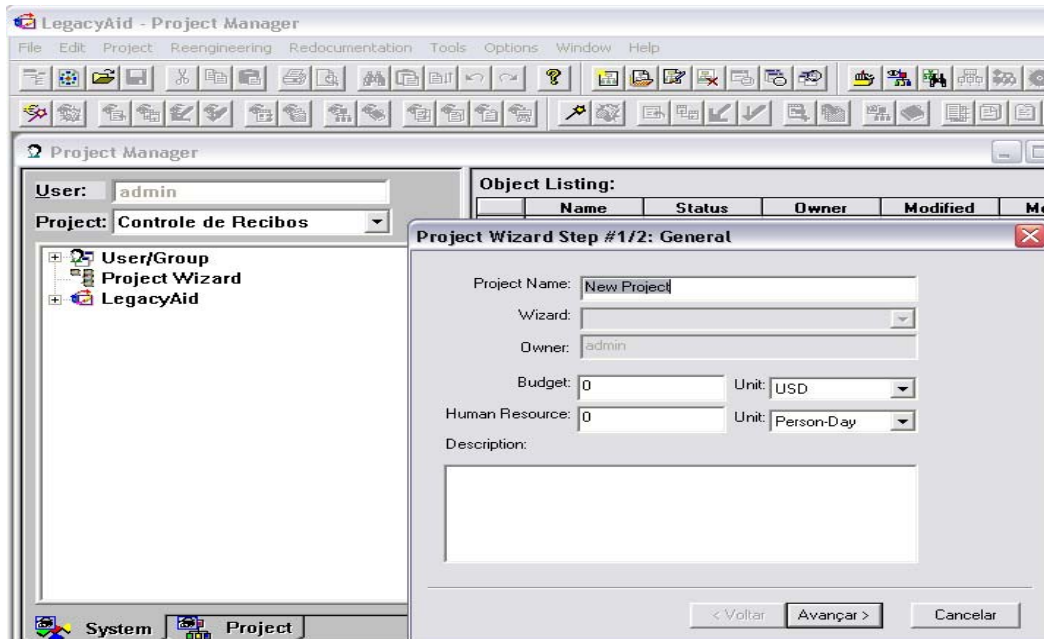 LegacyAid - Project Manager
File Edit Project Reengineering Redocumentation Tools Options Window Help
Project Manager
User: admin
Project: Controle de Recibos
User/Group
Project Wizard
LegacyAid
System Project
Object Listing:
Name Status Owner Modified
Project Wizard Step #1/2: General
Project Name: New Project
Wizard:
Owner: admin
Budget: 0 Unit: USD
Human Resource: 0 Unit: Person-Day
Description:
< Voltar Avançar > Cancelar